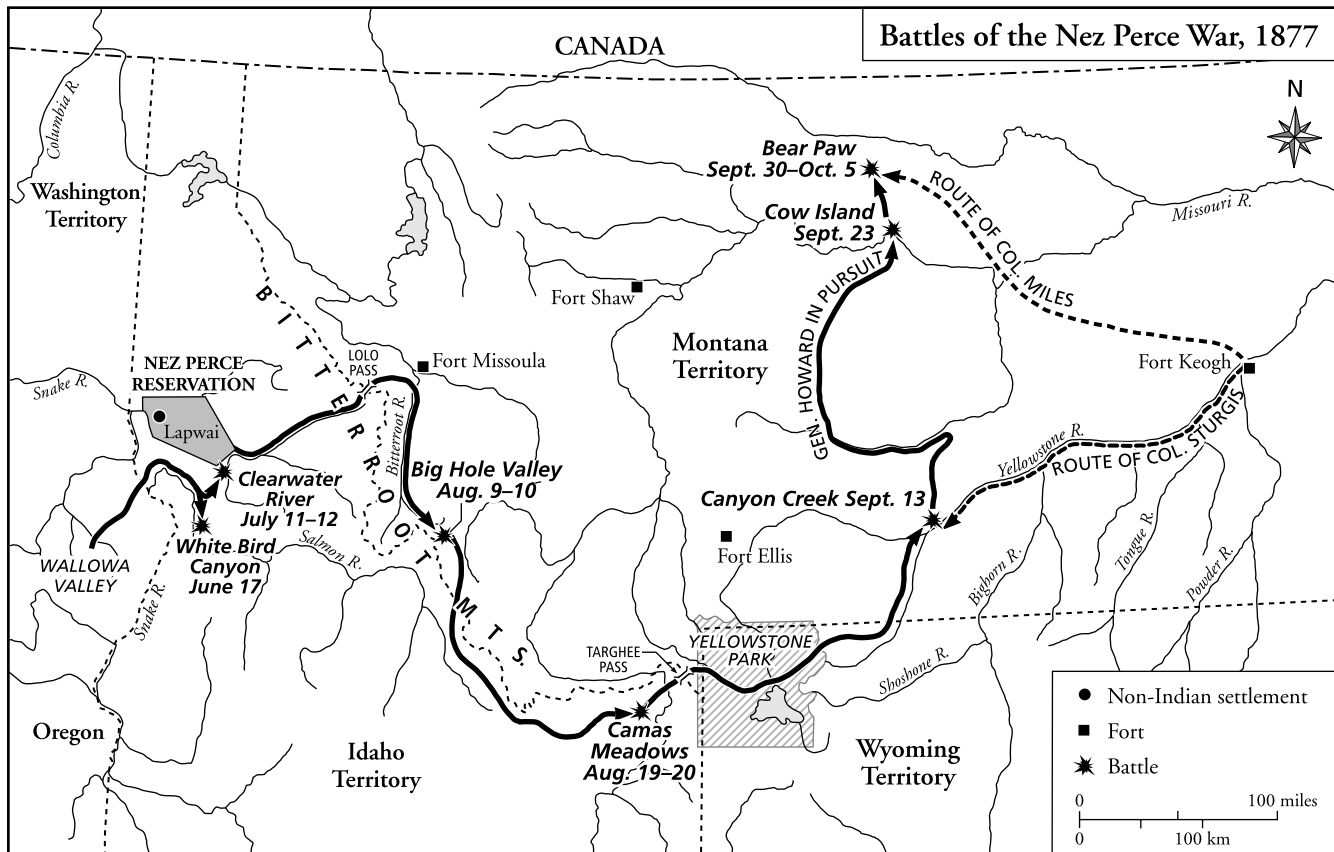 Battles of the Nez Perce War, 1877
CANADA
N
Columbia R.
Washington
Territory
Bear Paw
Sept. 30–Oct. 5
Cow Island
Sept. 23
ROUTE OF COL. MILES
Missouri R.
BITTERROOT MTS.
Fort Shaw
GEN. HOWARD IN PURSUIT
Montana
Territory
NEZ PERCE
RESERVATION
LOLO
PASS
Fort Missoula
Fort Keogh
Snake R.
Lapwai
Bitterroot R.
ROUTE OF COL. STURGIS
Yellowstone R.
Clearwater
River
July 11–12
Big Hole Valley
Aug. 9–10
Canyon Creek Sept. 13
White Bird
Canyon
June 17
Salmon R.
WALLOWA
VALLEY
Fort Ellis
Tongue R.
Bighorn R.
Powder R.
Snake R.
TARGHEE
PASS
YELLOWSTONE
PARK
Shoshone R.
Oregon
Idaho
Territory
Camas
Meadows
Aug. 19–20
Wyoming
Territory
Non-Indian settlement
Fort
Battle
0 100 miles
0 100 km